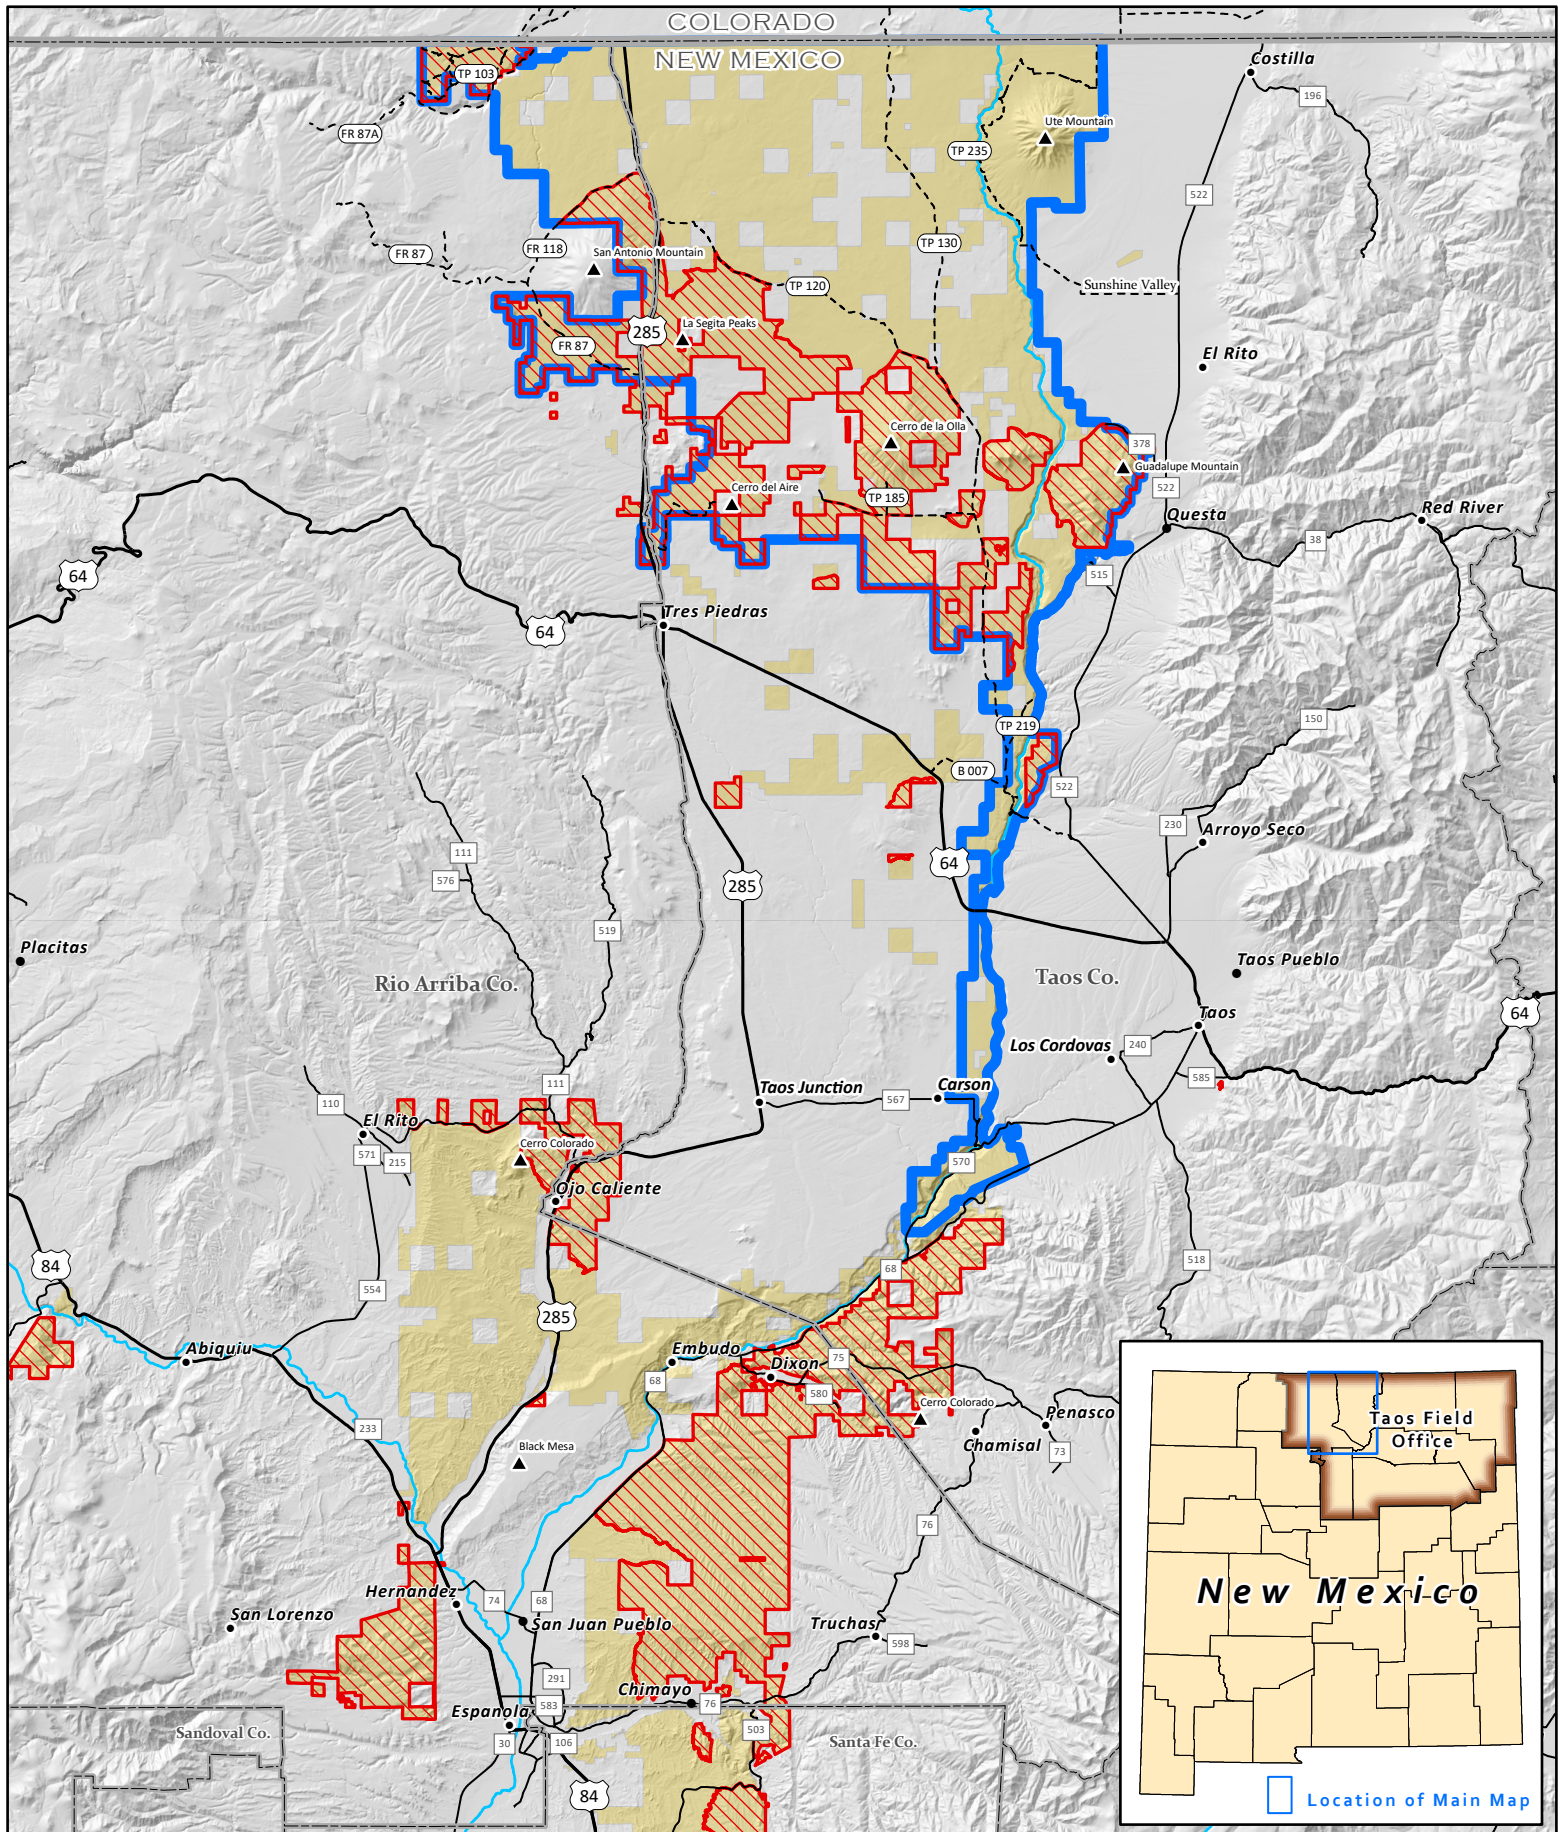 COLORADO
NEW MEXICO
Costilla
TP 103
196
Ute Mountain
FR 87A
TP 235
522
FR 118
San Antonio Mountain
TP 130
FR 87
TP 120
Sunshine Valley
La Segita Peaks
285
FR 87
El Rito
Cerro de la Olla
378
Guadalupe Mountain
Cerro del Aire
522
TP 185
Red River
Questa
38
64
515
Tres Piedras
64
150
TP 219
B 007
522
230
Arroyo Seco
111
64
576
285
519
Placitas
Taos Pueblo
Rio Arriba Co.
Taos Co.
Taos
64
Los Cordovas
240
585
111
Taos Junction
Carson
567
110
El Rito
Cerro Colorado
571
215
570
Ojo Caliente
518
84
68
554
285
Abiquiu
Embudo
Dixon
75
68
580
Cerro Colorado
Penasco
233
Chamisal
Black Mesa
73
76
Hernandez
74
68
San Lorenzo
San Juan Pueblo
Truchas
598
291
Chimayo
583
76
Espanola
Sandoval Co.
503
30
106
Santa Fe Co.
84
Taos Field
Office
New Mexico
Location of Main Map